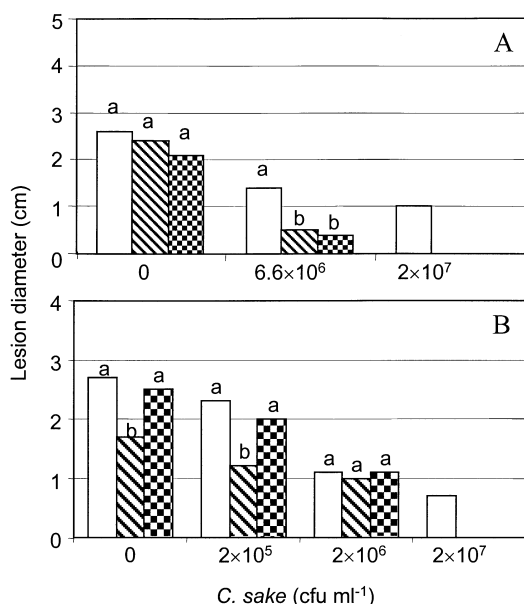 A
5
4
3
2
1
0
a a a
a b b
0 6.6×10⁶ 2×10⁷
Lesion diameter (cm)
B
4
3
2
1
0
a b a
a b a
a a a
0 2×10⁵ 2×10⁶ 2×10⁷
C. sake (cfu ml⁻¹)